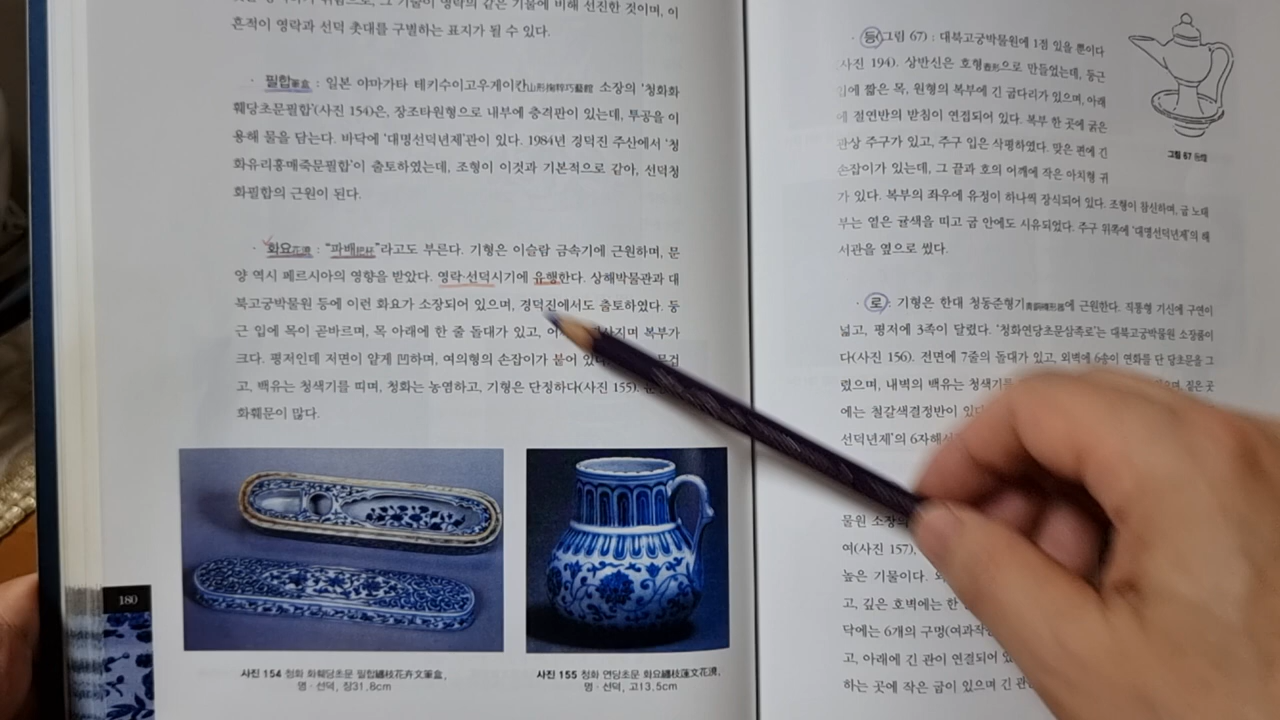 흔적이 영락과 선덕 촛대를 구별하는 표지가 될 수 있다.
· 필합筆盒 : 일본 야마가타 테키수이고우게이칸山形掬粹巧藝館 소장의 '청화화
훼당초문필합'(사진 154)은, 장조타원형으로 내부에 충격판이 있는데, 투공을 이
용해 물을 담는다. 바닥에 '대명선덕년제'관이 있다. 1984년 경덕진 주산에서 '청
화유리홍매죽문필합'이 출토하였는데, 조형이 이것과 기본적으로 같아, 선덕청
화필합의 근원이 된다.
· 화요花澆 : "파배把杯"라고도 부른다. 기형은 이슬람 금속기에 근원하며, 문
양 역시 페르시아의 영향을 받았다. 영락·선덕시기에 유행한다. 상해박물관과 대
북고궁박물원 등에 이런 화요가 소장되어 있으며, 경덕진에서도 출토하였다. 둥
근 입에 목이 곧바르며, 목 아래에 한 줄 돌대가 있고, 복부가
크다. 평저인데 저면이 얕게 凹하며, 여의형의 손잡이가 붙어
고, 백유는 청색기를 띠며, 청화는 농염하고, 기형은 단정하다(사진 155).
화훼문이 많다.
180
사진 154 청화 화훼당초문 필합纏枝花卉文筆盒,
명·선덕, 장31.8cm
사진 155 청화 연당초문 화요纏枝蓮文花澆,
명·선덕, 고13.5cm
· 등(그림 67) : 대북고궁박물원에 1점 있을 뿐이다
(사진 194). 상반신은 호형壺形으로 만들었는데, 둥근
입에 짧은 목, 원형의 복부에 긴 굽다리가 있으며, 아래
에 절연반의 받침이 연접되어 있다. 복부 한 곳에 굵은
관상 주구가 있고, 주구 입은 삭평하였다. 맞은 편에 긴
손잡이가 있는데, 그 끝과 호의 어깨에 작은 아치형 귀
가 있다. 복부의 좌우에 유정이 하나씩 장식되어 있다. 조형이 참신하며, 굽 노태
부는 옅은 귤색을 띠고 굽 안에도 시유되었다. 주구 위쪽에 '대명선덕년제'의 해
서관을 옆으로 썼다.
그림 67 등
· 로 : 기형은 한대 청동준형기에 근원한다. 직통형 기신에 구연이
넓고, 평저에 3족이 달렸다. '청화연당초문삼족로'는 대북고궁박물원 소장품이
다(사진 156). 전면에 7줄의 돌대가 있고, 외벽에 6송이 연화를 단 당초문을 그
렸으며, 내벽의 백유는 청색기를 짙은 곳
에는 철갈색결정반이
선덕년제'의
물원
여(사진 157),
높은 기물이다.
고, 깊은 호벽에는 한
닥에는 6개의
고, 아래에 긴 관이 연결되어
하는 곳에 작은 굽이 있으며 긴